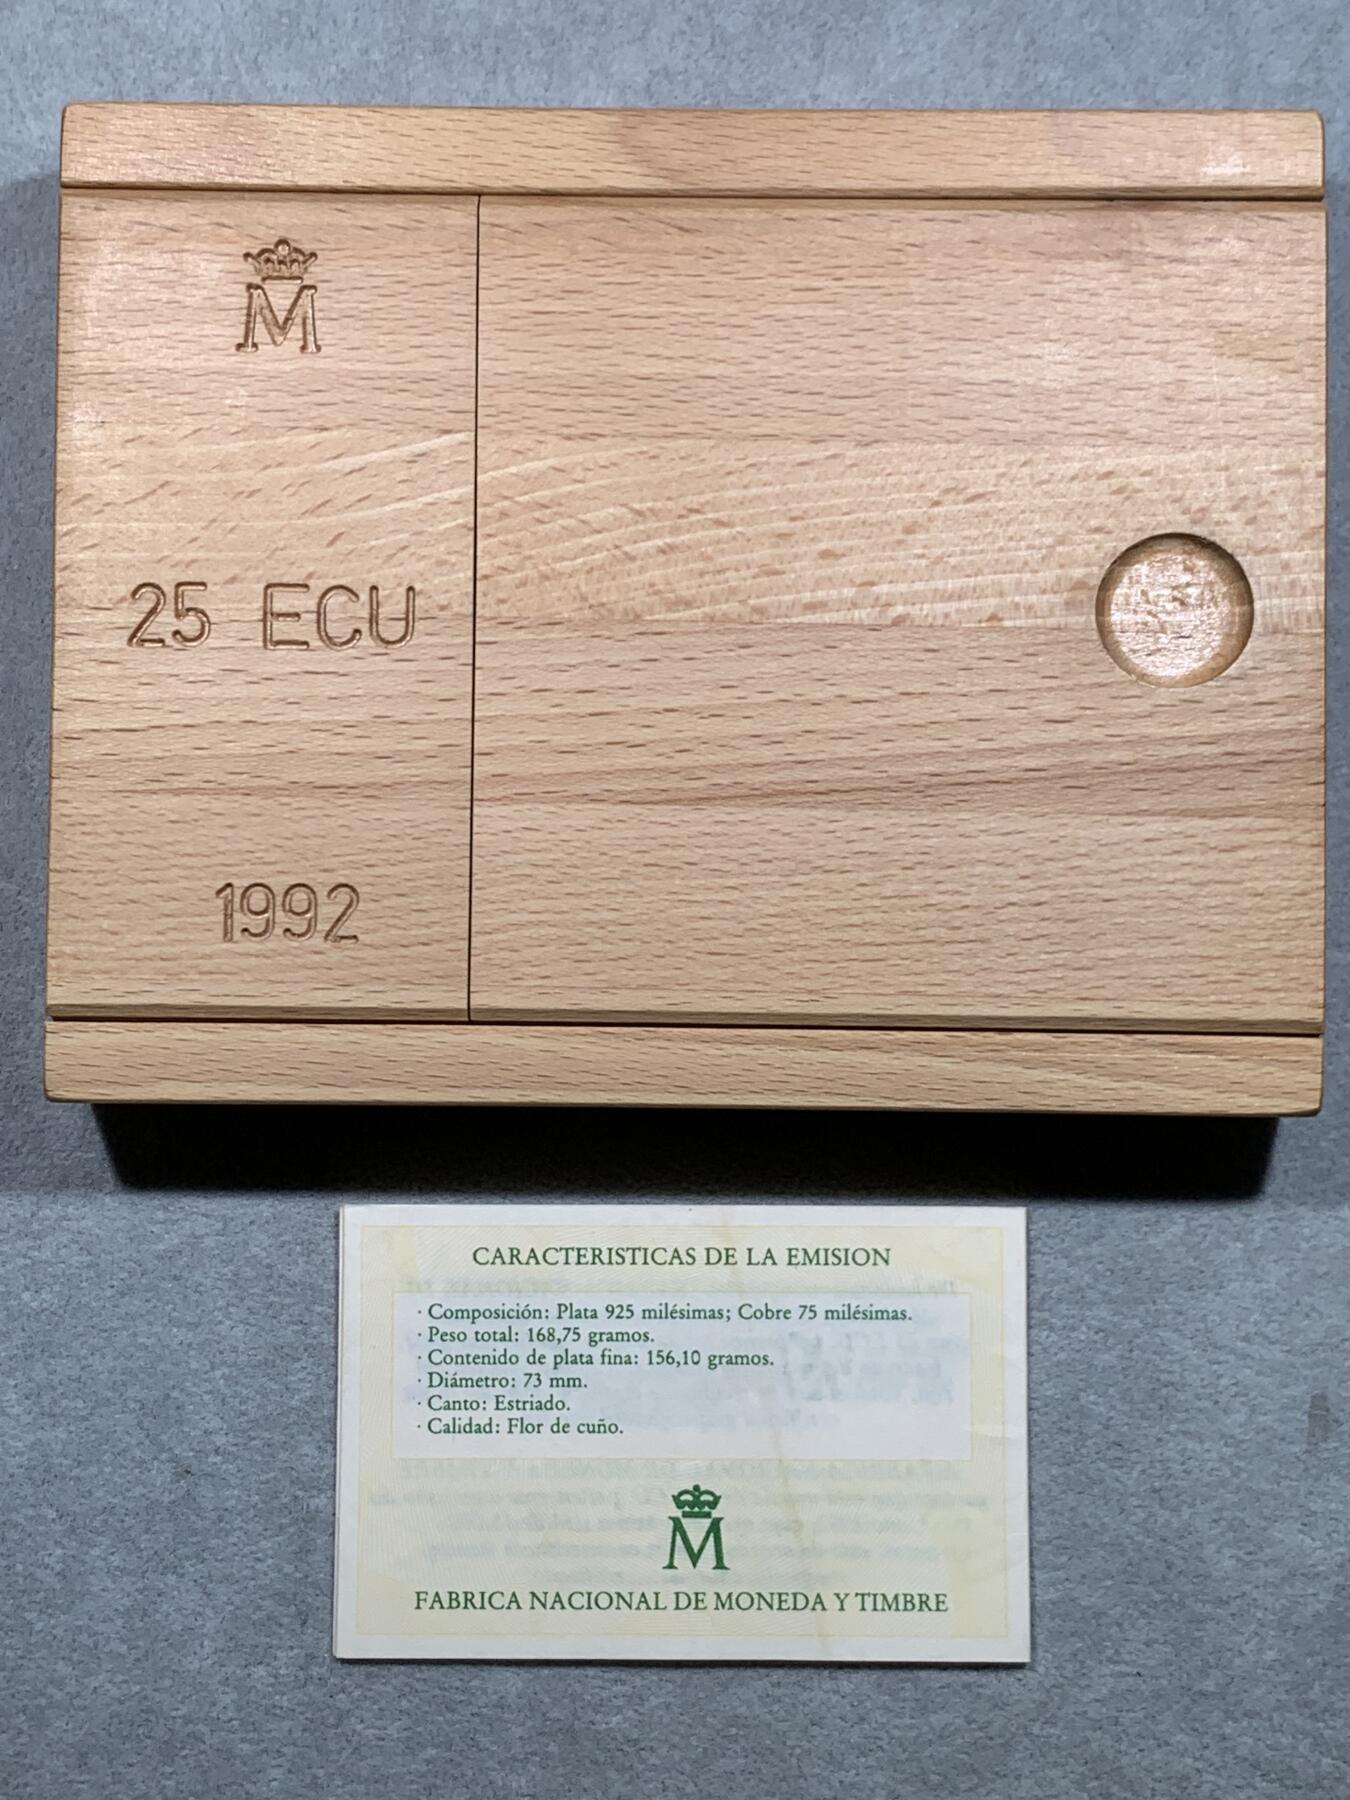 M
25 ECU
1992
CARACTERISTICAS DE LA EMISION
· Composición: Plata 925 milésimas; Cobre 75 milésimas.
· Peso total: 168,75 gramos.
· Contenido de plata fina: 156,10 gramos.
· Diámetro: 73 mm.
· Canto: Estriado.
· Calidad: Flor de cuño.
M
FABRICA NACIONAL DE MONEDA Y TIMBRE